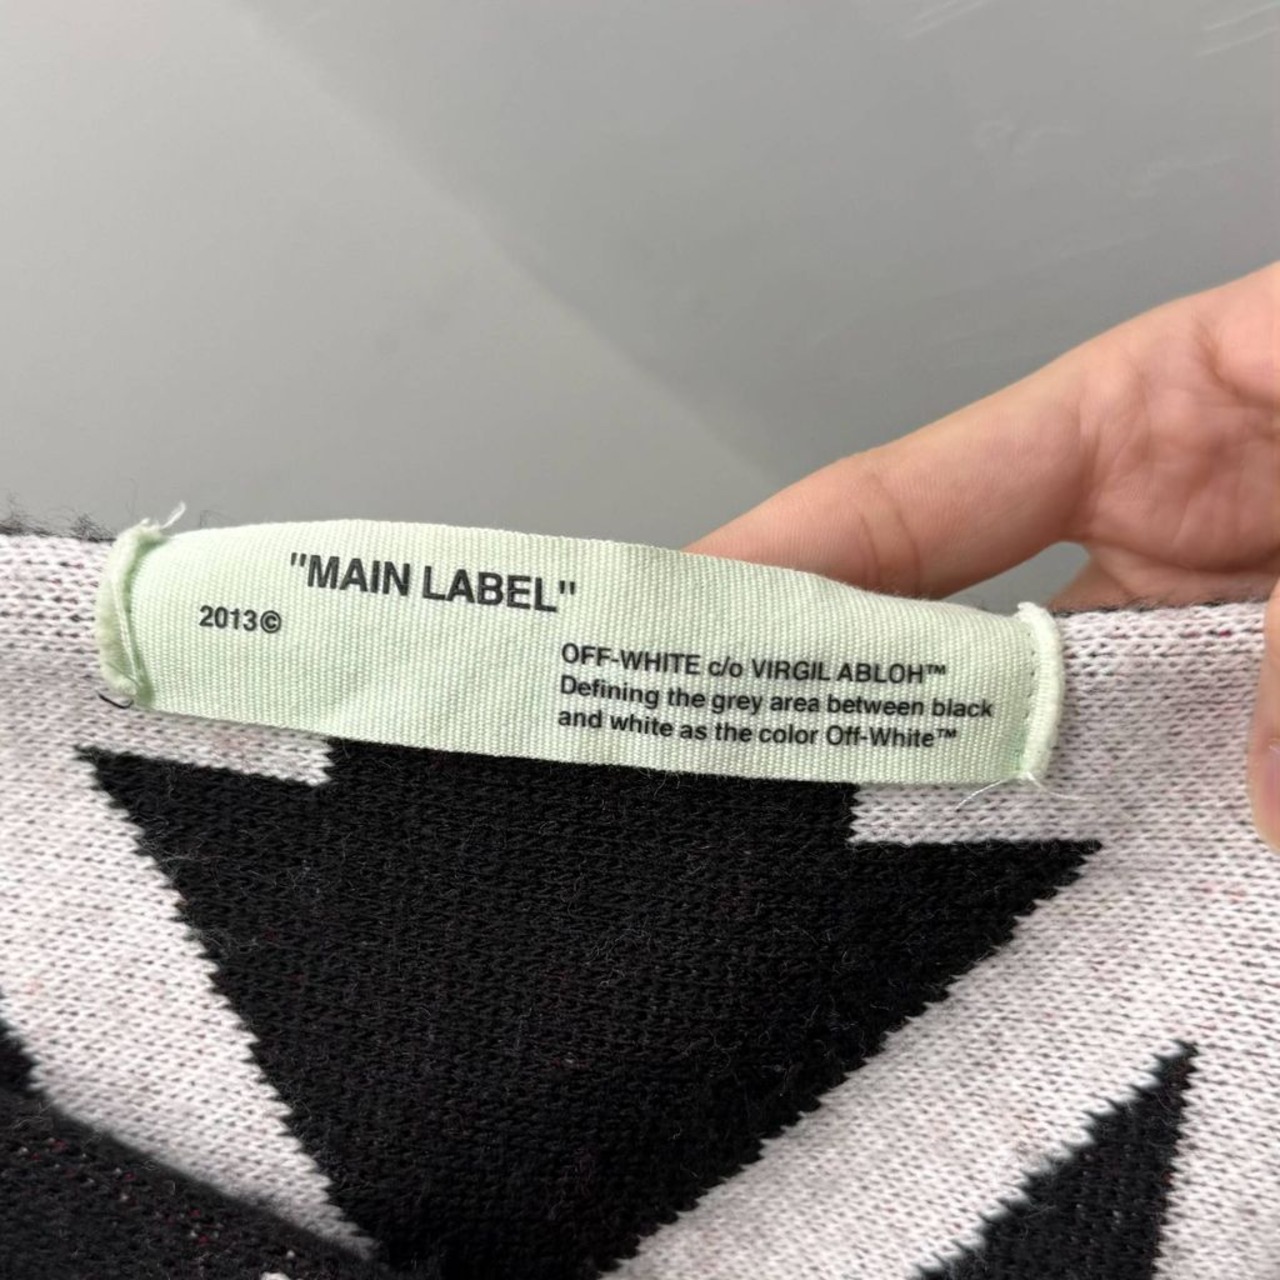 "MAIN LABEL"
2013©
OFF-WHITE c/o VIRGIL ABLOH™
Defining the grey area between black
and white as the color Off-White™